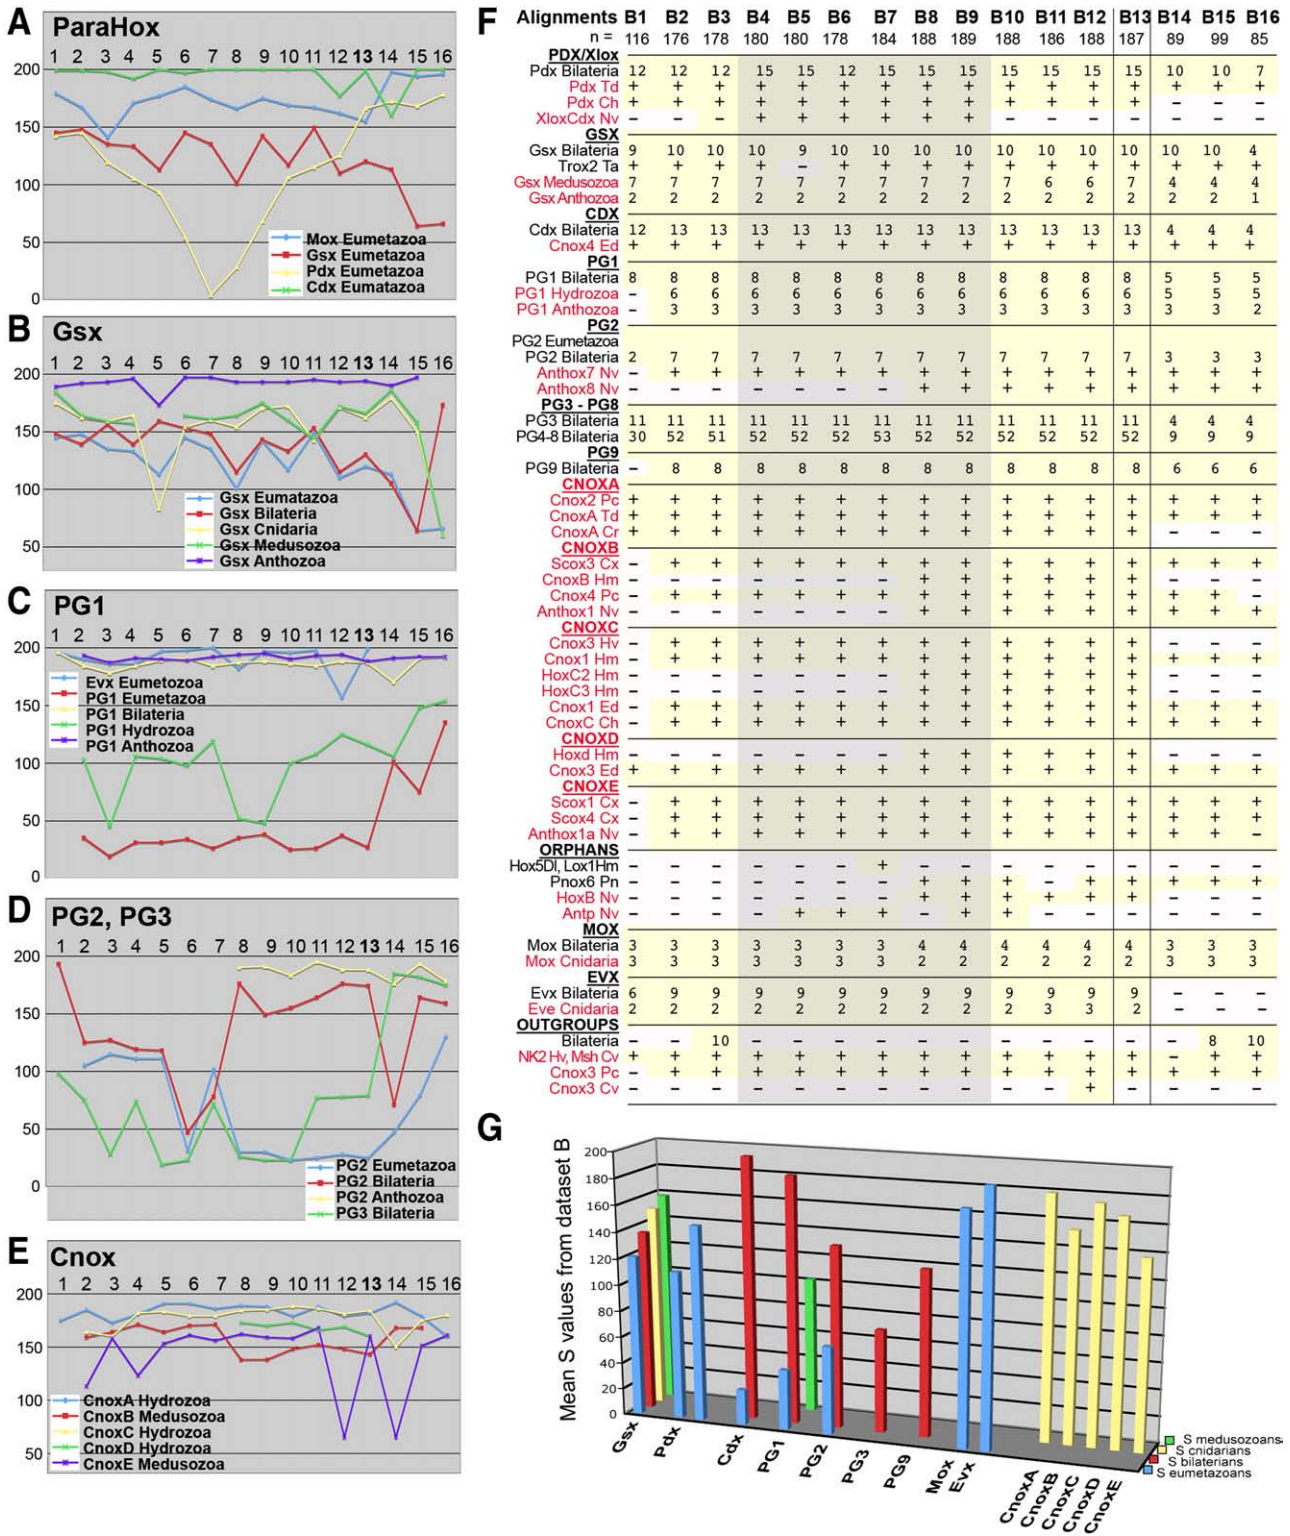 A
ParaHox
1 2 3 4 5 6 7 8 9 10 11 12 13 14 15 16
200
150
100
50
0
Mox Eumetazoa
Gsx Eumetazoa
Pdx Eumetazoa
Cdx Eumatazoa
B
Gsx
1 2 3 4 5 6 7 8 9 10 11 12 13 14 15 16
200
150
100
50
Gsx Eumatazoa
Gsx Bilateria
Gsx Cnidaria
Gsx Medusozoa
Gsx Anthozoa
C
PG1
1 2 3 4 5 6 7 8 9 10 11 12 13 14 15 16
200
150
100
50
0
Evx Eumetozoa
PG1 Eumetazoa
PG1 Bilateria
PG1 Hydrozoa
PG1 Anthozoa
D
PG2, PG3
1 2 3 4 5 6 7 8 9 10 11 12 13 14 15 16
200
150
100
50
0
PG2 Eumetazoa
PG2 Bilateria
PG2 Anthozoa
PG3 Bilateria
E
Cnox
1 2 3 4 5 6 7 8 9 10 11 12 13 14 15 16
200
150
100
50
CnoxA Hydrozoa
CnoxB Medusozoa
CnoxC Hydrozoa
CnoxD Hydrozoa
CnoxE Medusozoa
F
Alignments B1 B2 B3 B4 B5 B6 B7 B8 B9 B10 B11 B12 B13 B14 B15 B16
n = 116 176 178 180 180 178 184 188 189 188 186 188 187 89 99 85
PDX/Xlox
Pdx Bilateria 12 12 12 15 15 12 15 15 15 15 15 15 15 10 10 7
Pdx Td + + + + + + + + + + + + + + + +
Pdx Ch + + + + + + + + + + + + + – – –
XloxCdx Nv – – – + + + + + + – – – – – – –
GSX
Gsx Bilateria 9 10 10 10 9 10 10 10 10 10 10 10 10 10 10 4
Trox2 Ta + + + + – + + + + + + + + + + +
Gsx Medusozoa 7 7 7 7 7 7 7 7 7 7 6 6 7 4 4 4
Gsx Anthozoa 2 2 2 2 2 2 2 2 2 2 2 2 2 2 2 1
CDX
Cdx Bilateria 12 13 13 13 13 13 13 13 13 13 13 13 13 4 4 4
Cnox4 Ed + + + + + + + + + + + + + + + +
PG1
PG1 Bilateria 8 8 8 8 8 8 8 8 8 8 8 8 8 5 5 5
PG1 Hydrozoa – 6 6 6 6 6 6 6 6 6 6 6 6 5 5 5
PG1 Anthozoa 3 3 3 3 3 3 3 3 3 3 3 3 3 3 2
PG2
PG2 Eumetazoa
PG2 Bilateria 2 7 7 7 7 7 7 7 7 7 7 7 7 3 3 3
Anthox7 Nv – + + + + + + + + + + + + + + +
Anthox8 Nv – – – – – – – + + + + + + + + +
PG3 - PG8
PG3 Bilateria 11 11 11 11 11 11 11 11 11 11 11 11 11 4 4 4
PG4-8 Bilateria 30 52 51 52 52 52 53 52 52 52 52 52 52 9 9 9
PG9
PG9 Bilateria – 8 8 8 8 8 8 8 8 8 8 8 8 6 6 6
CNOXA
Cnox2 Pc + + + + + + + + + + + + + + + +
CnoxA Td + + + + + + + + + + + + + + + +
CnoxA Cr + + + + + + + + + + + + + – – –
CNOXB
Scox3 Cx – + + + + + + + + + + + + + + +
CnoxB Hm – – – – – – – + + + + + + – – –
Cnox4 Pc – + + + + + + + + + + + + + + –
Anthox1 Nv – – – – – – – + + + + + + + + +
CNOXC
Cnox3 Hv – + + + + + + + + + + + + – – –
Cnox1 Hm – + + + + + + + + + + + + + + +
HoxC2 Hm – – – – – – – + + + + + + – – –
HoxC3 Hm – – – – – – – + + + + + + – – –
Cnox1 Ed – + + + + + + + + + + + + + + +
CnoxC Ch – + + + + + + + + + + + + + + +
CNOXD
Hoxd Hm – – – – – – – + + + + + + – – –
Cnox3 Ed + + + + + + + + + + + + + + + +
CNOXE
Scox1 Cx – + + + + + + + + + + + + + + +
Scox4 Cx – + + + + + + + + + + + + + + +
Anthox1a Nv – + + + + + + + + + + + + + + –
ORPHANS
Hox5Dl, Lox1Hm – – – – – – + – – – – – – – – –
Pnox6 Pn – – – – – – – + + + – + + + + +
HoxB Nv – – – – – – – + + + + + + – – –
Antp Nv – – – – + + + – + + – – – – – –
MOX
Mox Bilateria 3 3 3 3 3 3 3 4 4 4 4 4 4 3 3 3
Mox Cnidaria 3 3 3 3 3 3 3 2 2 2 2 2 2 3 3 3
EVX
Evx Bilateria 6 9 9 9 9 9 9 9 9 9 9 9 9 – – –
Eve Cnidaria 2 2 2 2 2 2 2 2 2 2 3 3 2 – – –
OUTGROUPS
Bilateria – – 10 – – – – – – – – – – – 8 10
NK2 Hv, Msh Cv + + + + + + + + + + + + + – + +
Cnox3 Pc – + + + + + + + + + + + + + + +
Cnox3 Cv – – – – – – – – – – – + – – – –
G
Mean S values from dataset B
200
180
160
140
120
100
80
60
40
20
0
Gsx
Pdx
Cdx
PG1
PG2
PG3
PG9
Mox
Evx
CnoxA
CnoxB
CnoxC
CnoxD
CnoxE
S medusozoans
S cnidarians
S bilaterians
S eumetazoans